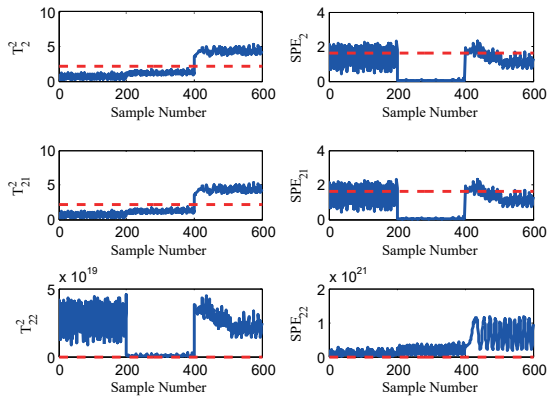 10
5
0
0 200 400 600
T²₂
Sample Number
4
2
0
0 200 400 600
SPE₂
Sample Number
10
5
0
0 200 400 600
T²₂₁
Sample Number
4
2
0
0 200 400 600
SPE₂₁
Sample Number
x 10¹⁹
5
0
0 200 400 600
T²₂₂
Sample Number
x 10²¹
2
1
0
0 200 400 600
SPE₂₂
Sample Number